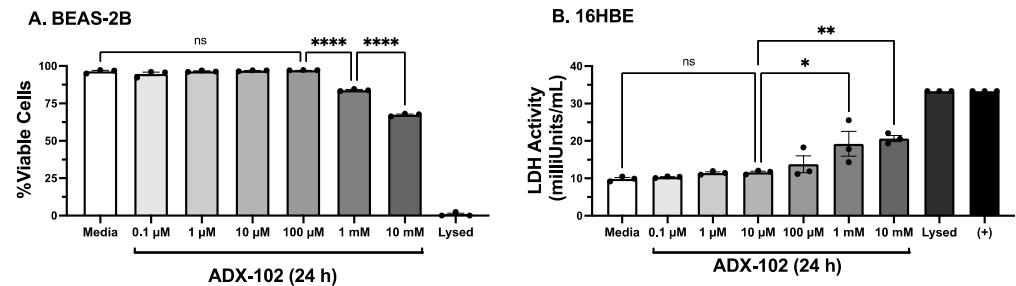 A. BEAS-2B
ns
****
****
100
75
50
25
0
%Viable Cells
Media
0.1 µM
1 µM
10 µM
100 µM
1 mM
10 mM
Lysed
ADX-102 (24 h)
B. 16HBE
**
ns
*
40
30
20
10
0
LDH Activity
(milliUnits/mL)
Media
0.1 µM
1 µM
10 µM
100 µM
1 mM
10 mM
Lysed
(+)
ADX-102 (24 h)